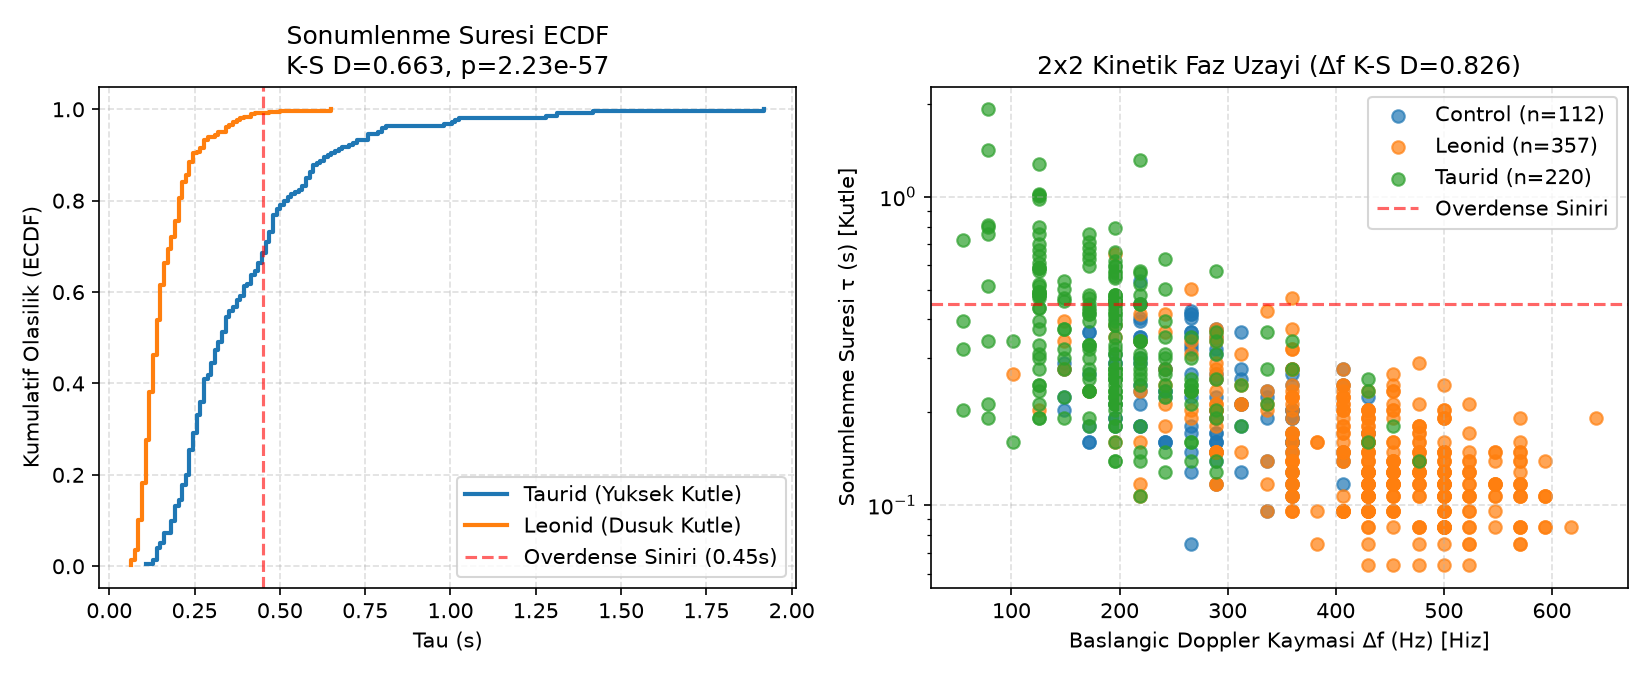 Sonumlenme Suresi ECDF
K-S D=0.663, p=2.23e-57
Kumulatif Olasilik (ECDF)
1.0
0.8
0.6
0.4
0.2
0.0
0.00 0.25 0.50 0.75 1.00 1.25 1.50 1.75 2.00
Tau (s)
Taurid (Yuksek Kutle)
Leonid (Dusuk Kutle)
Overdense Siniri (0.45s)
2x2 Kinetik Faz Uzayi (Δf K-S D=0.826)
Sonumlenme Suresi τ (s) [Kutle]
10⁰
10⁻¹
100 200 300 400 500 600
Baslangic Doppler Kaymasi Δf (Hz) [Hiz]
Control (n=112)
Leonid (n=357)
Taurid (n=220)
Overdense Siniri